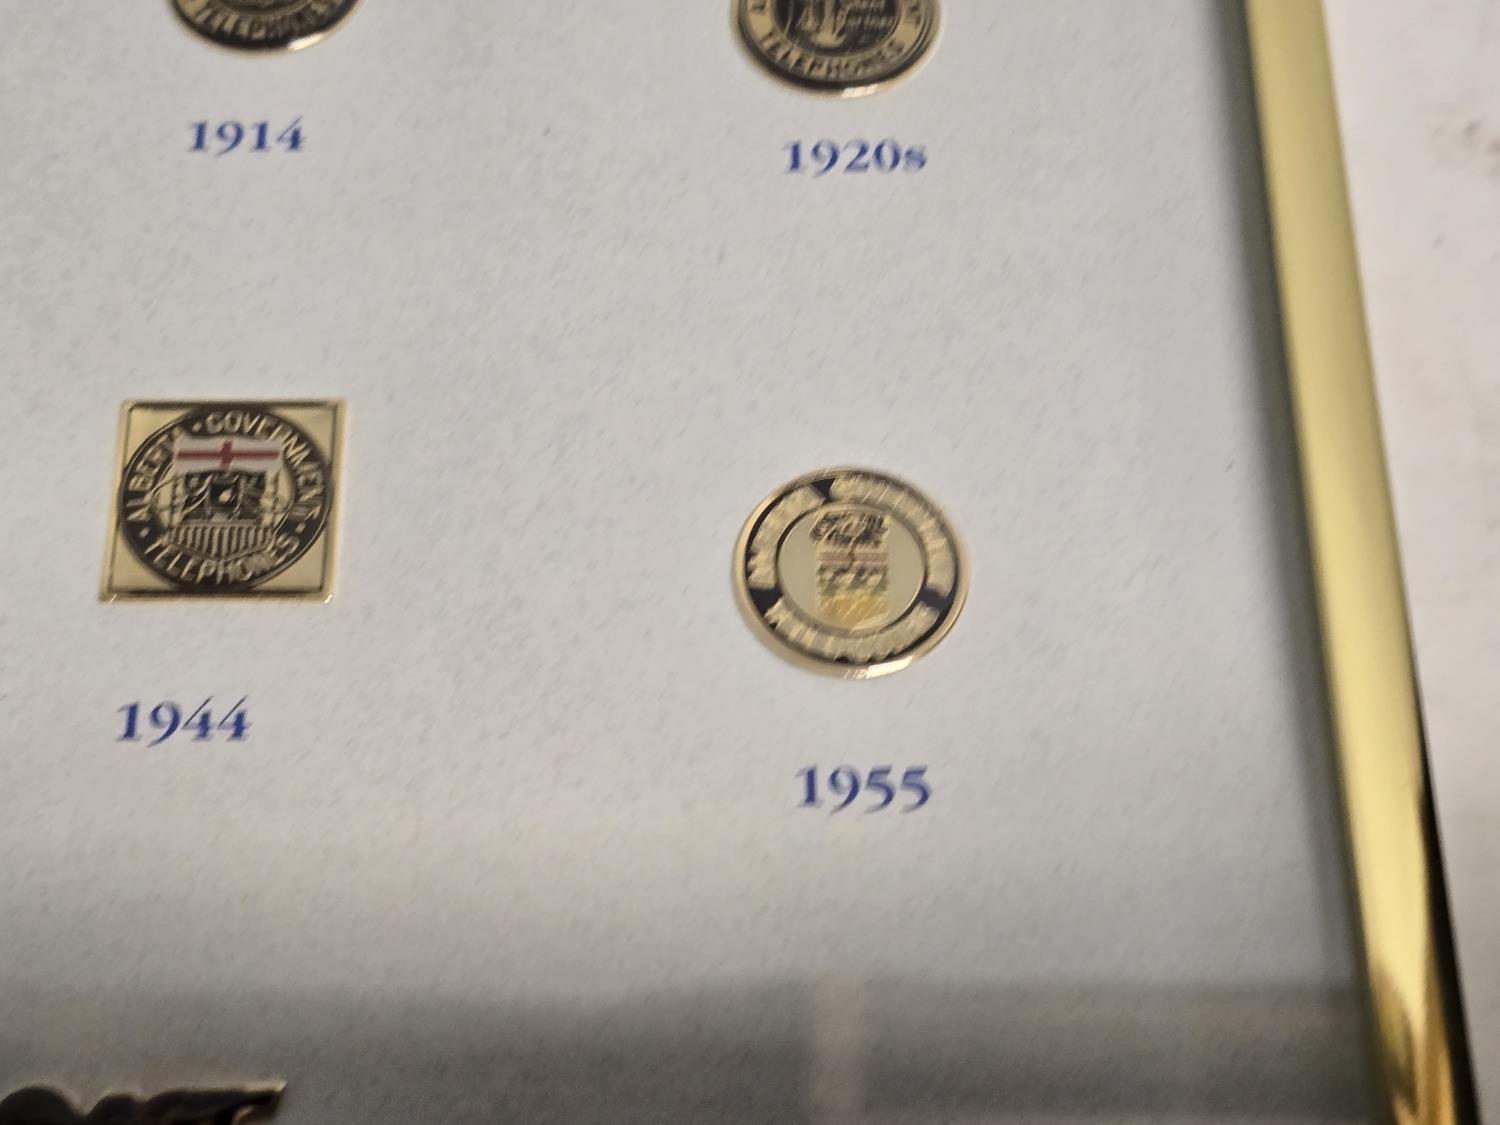 TELEPHONES
TELEPHONES
1914
1920s
ALBERTA · GOVERNMENT ·
TELEPHONES ·
1944
1955